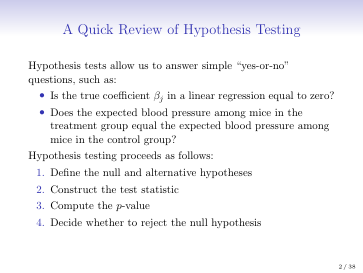 A Quick Review of Hypothesis Testing
Hypothesis tests allow us to answer simple “yes-or-no”
questions, such as:
• Is the true coefficient βj in a linear regression equal to zero?
• Does the expected blood pressure among mice in the
treatment group equal the expected blood pressure among
mice in the control group?
Hypothesis testing proceeds as follows:
1. Define the null and alternative hypotheses
2. Construct the test statistic
3. Compute the p-value
4. Decide whether to reject the null hypothesis
2 / 38